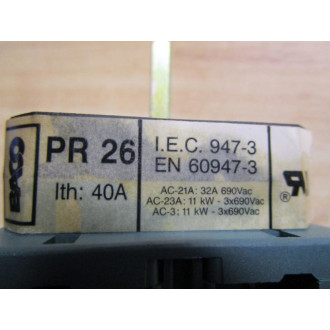 BACO
PR 26
Ith: 40A
I.E.C. 947-3
EN 60947-3
AC-21A: 32A 690Vac
AC-23A: 11 kW - 3x690Vac
AC-3: 11 kW - 3x690Vac
R
®